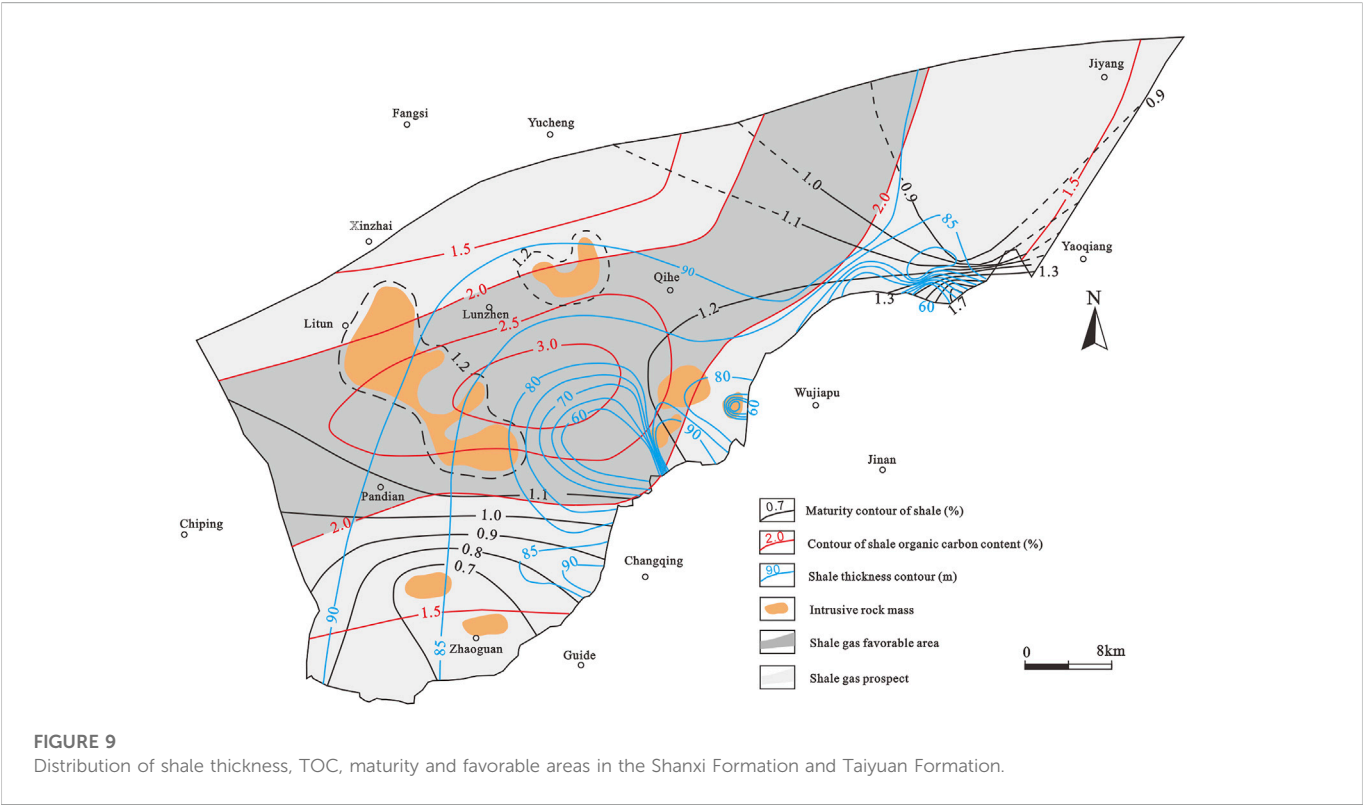 Jiyang
0.9
Fangsi
Yucheng
1.0
0.9
1.5
1.1
2.0
85
Xinzhai
1.5
1.2
90
Qihe
Yaoqiang
1.3
2.0
Lunzhen
1.2
1.3
1.7
60
N
Litun
2.5
3.0
1.2
80
70
60
80
60
90
Wujiapu
Jinan
Pandian
1.1
2.0
1.0
0.9
0.8
0.7
85
90
Chiping
Changqing
90
1.5
85
Zhaoguan
Guide
0.7 Maturity contour of shale (%)
2.0 Contour of shale organic carbon content (%)
90 Shale thickness contour (m)
Intrusive rock mass
Shale gas favorable area
Shale gas prospect
0 8km
FIGURE 9
Distribution of shale thickness, TOC, maturity and favorable areas in the Shanxi Formation and Taiyuan Formation.